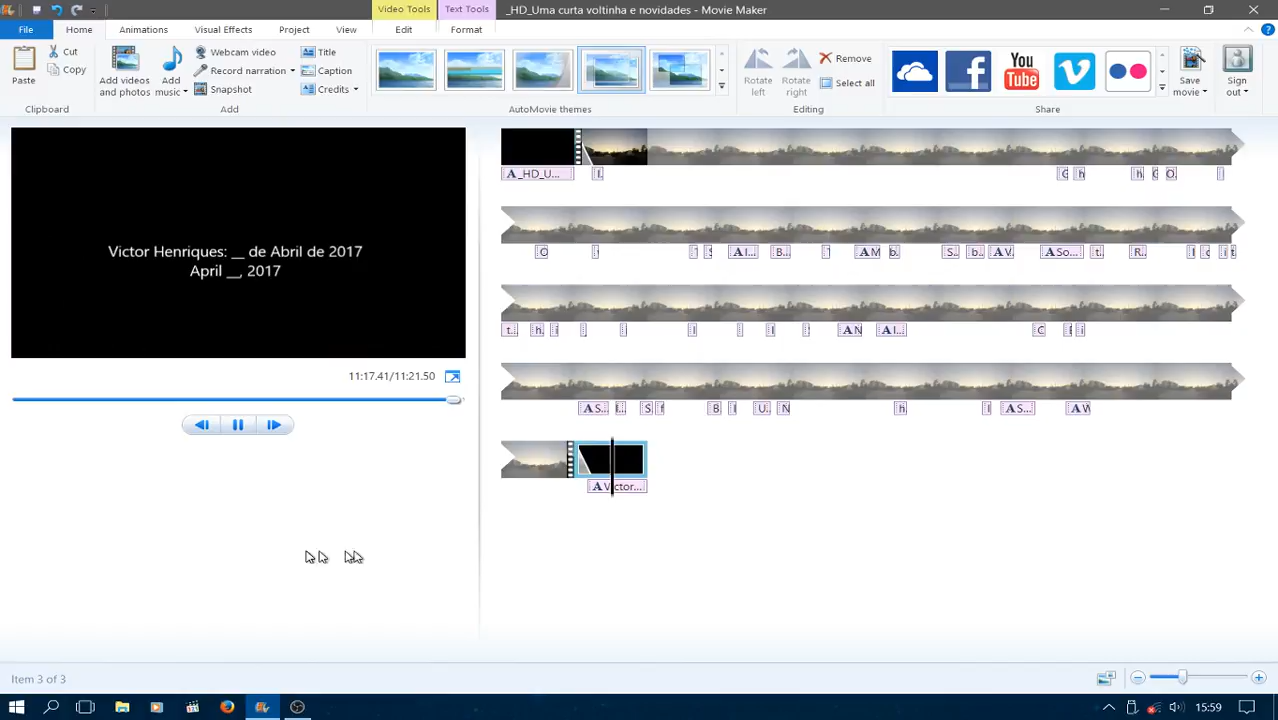 Video Tools
Text Tools
_HD_Uma curta voltinha e novidades - Movie Maker
File
Home
Animations
Visual Effects
Project
View
Edit
Format
Paste
Cut
Copy
Clipboard
Add videos
and photos
Add
music
Webcam video
Record narration
Snapshot
Title
Caption
Credits
Add
AutoMovie themes
Rotate
left
Rotate
right
Remove
Select all
Editing
You
Tube
Share
Save
movie
Sign
out
Victor Henriques: __ de Abril de 2017
April __, 2017
11:17.41/11:21.50
A _HD_U...
A I...
B...
A M
b.
S.
b.
A V.
A So...
t.
R.
t..
h.
A N
A I...
A S..
I...
U.
N
A S...
A W
A Victor...
Item 3 of 3
15:59